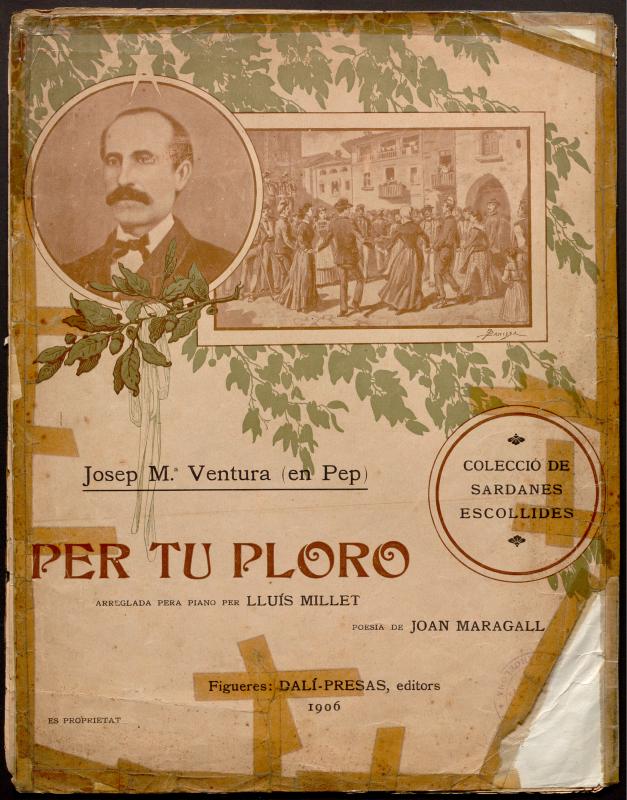 Josep M.ª Ventura (en Pep)
COLECCIÓ DE
SARDANES
ESCOLLIDES
PER TU PLORO
ARREGLADA PERA PIANO PER LLUÍS MILLET
POESIA DE JOAN MARAGALL
Figueres: DALÍ-PRESAS, editors
1906
ES PROPRIETAT